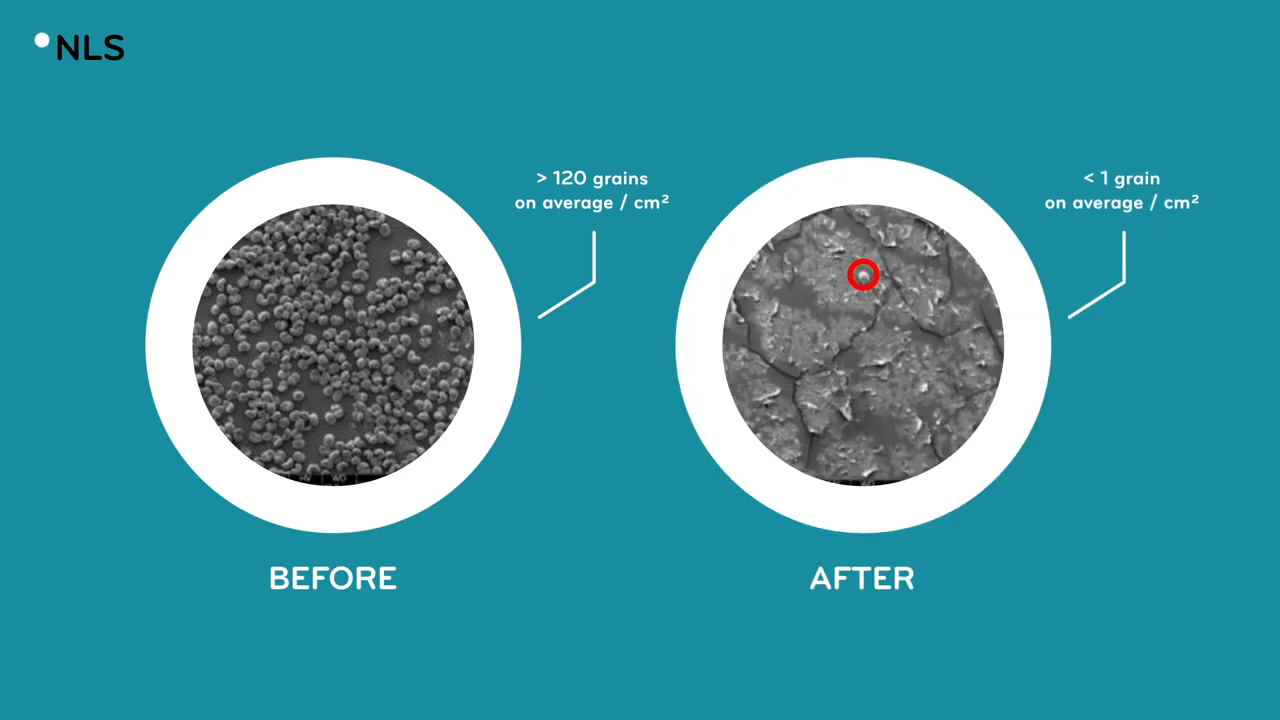 NLS
> 120 grains
on average / cm²
< 1 grain
on average / cm²
BEFORE
AFTER